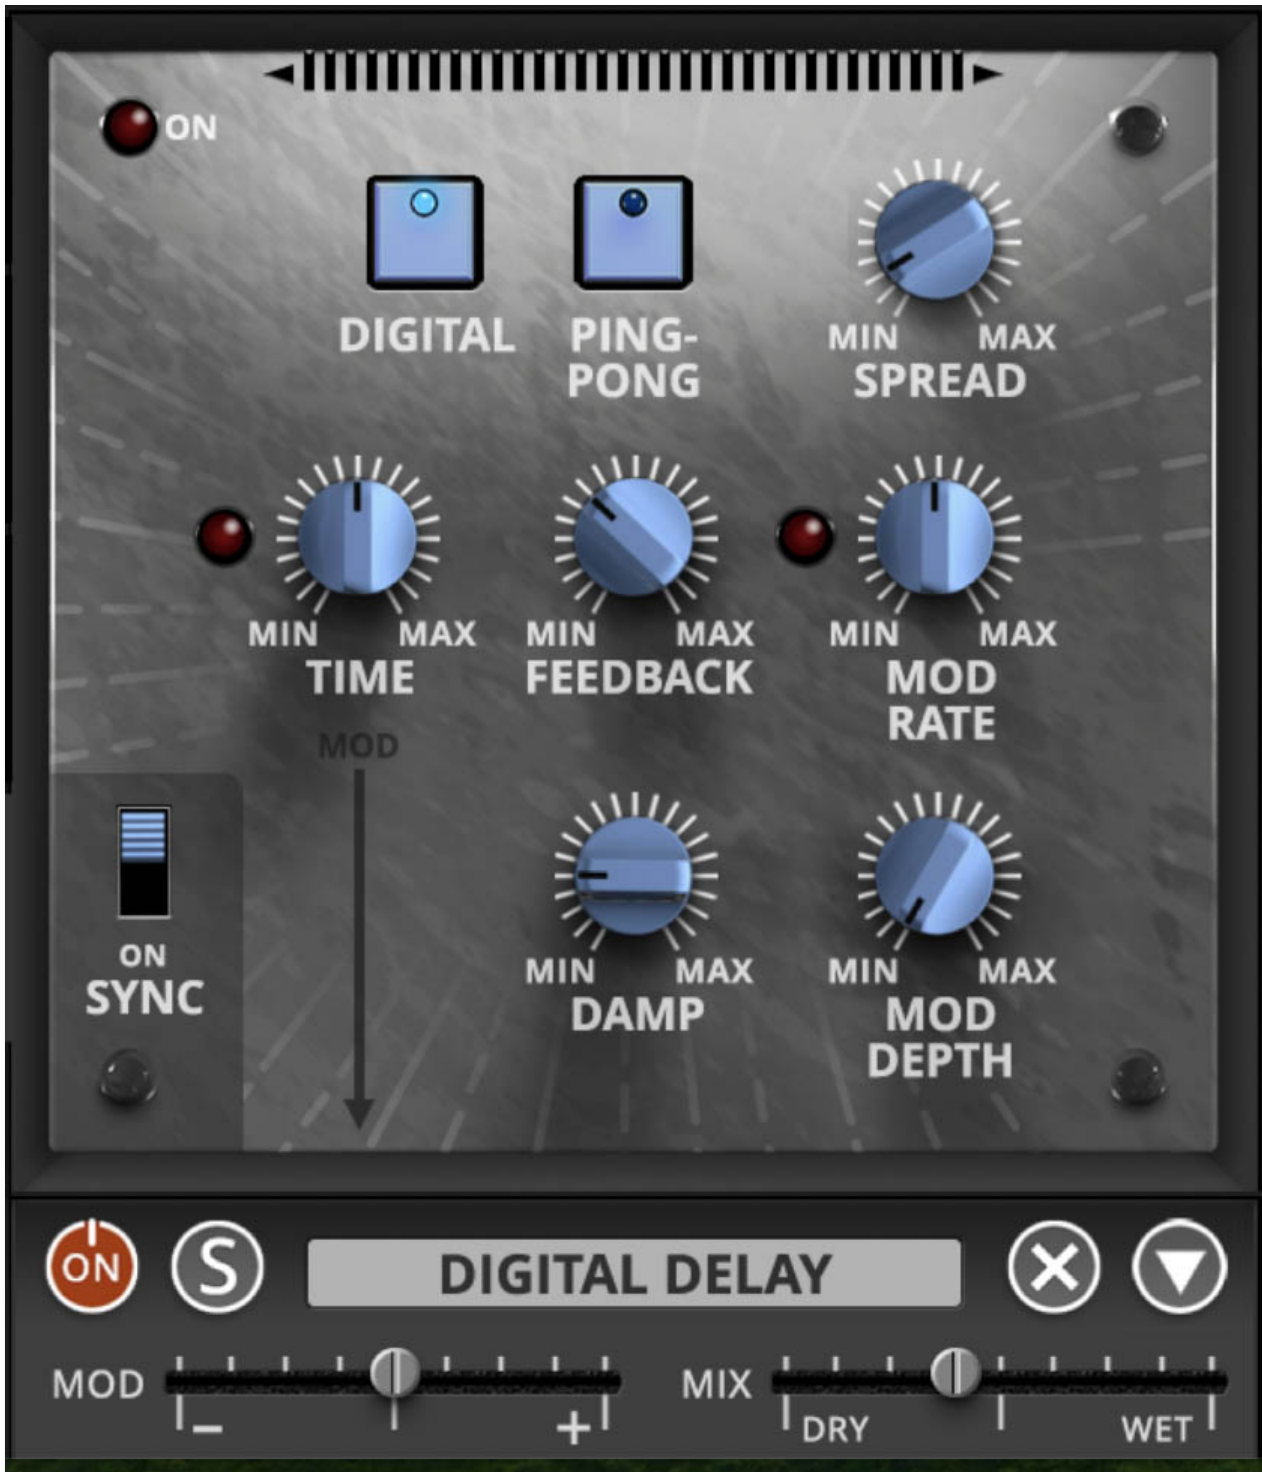 ON
DIGITAL
PING-
PONG
MIN MAX
SPREAD
MIN MAX
TIME
MIN MAX
FEEDBACK
MIN MAX
MOD
RATE
MOD
ON
SYNC
MIN MAX
DAMP
MIN MAX
MOD
DEPTH
ON
S
DIGITAL DELAY
MOD
− +
MIX
DRY WET